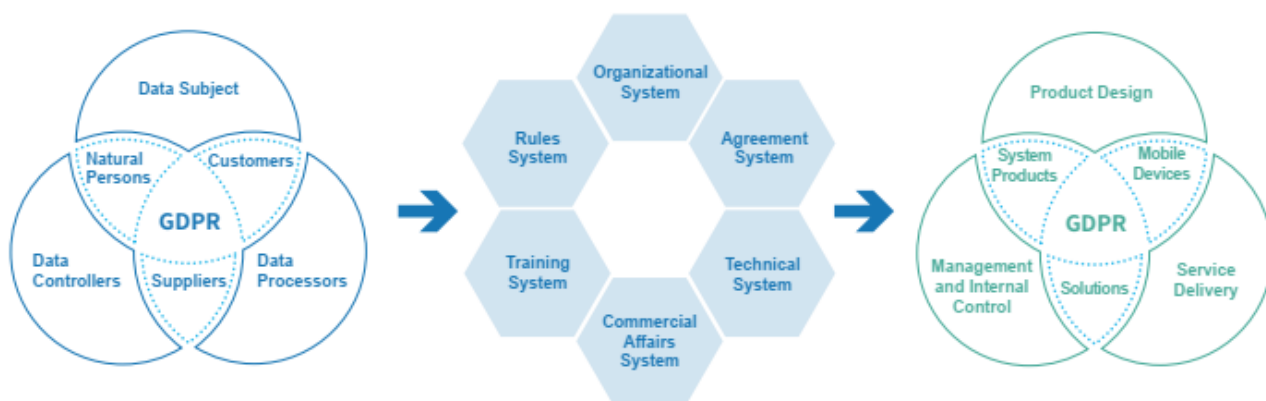 Data Subject
Natural
Persons
Customers
GDPR
Data
Controllers
Suppliers
Data
Processors
Organizational
System
Rules
System
Agreement
System
Training
System
Technical
System
Commercial
Affairs
System
Product Design
System
Products
Mobile
Devices
GDPR
Management
and Internal
Control
Solutions
Service
Delivery